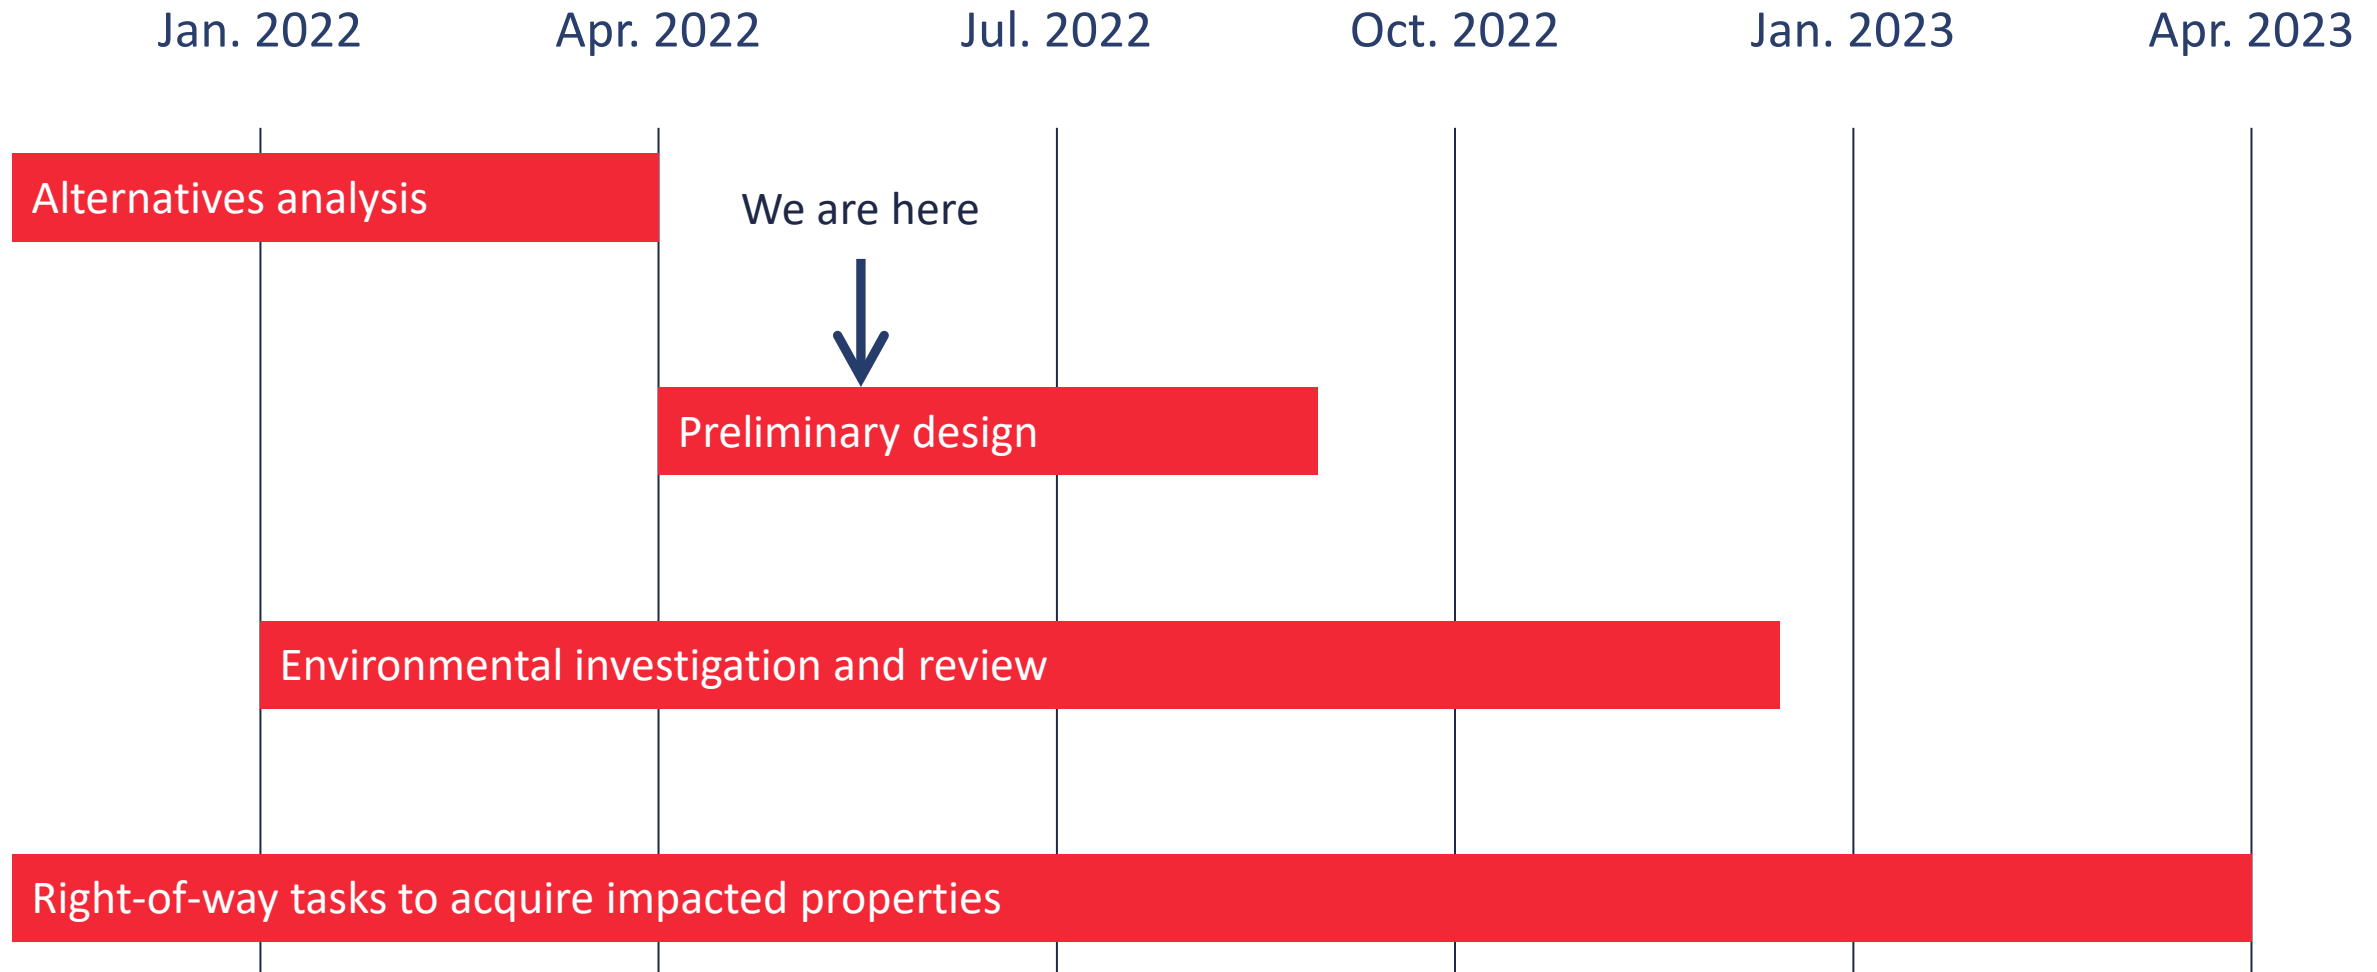 Jan. 2022
Apr. 2022
Jul. 2022
Oct. 2022
Jan. 2023
Apr. 2023
Alternatives analysis
We are here
Preliminary design
Environmental investigation and review
Right-of-way tasks to acquire impacted properties